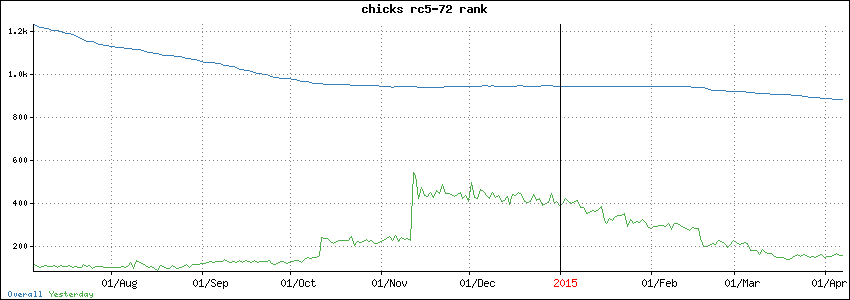 chicks rc5-72 rank
1.2k
1.0k
800
600
400
200
01/Aug 01/Sep 01/Oct 01/Nov 01/Dec 2015 01/Feb 01/Mar 01/Apr
Overall Yesterday